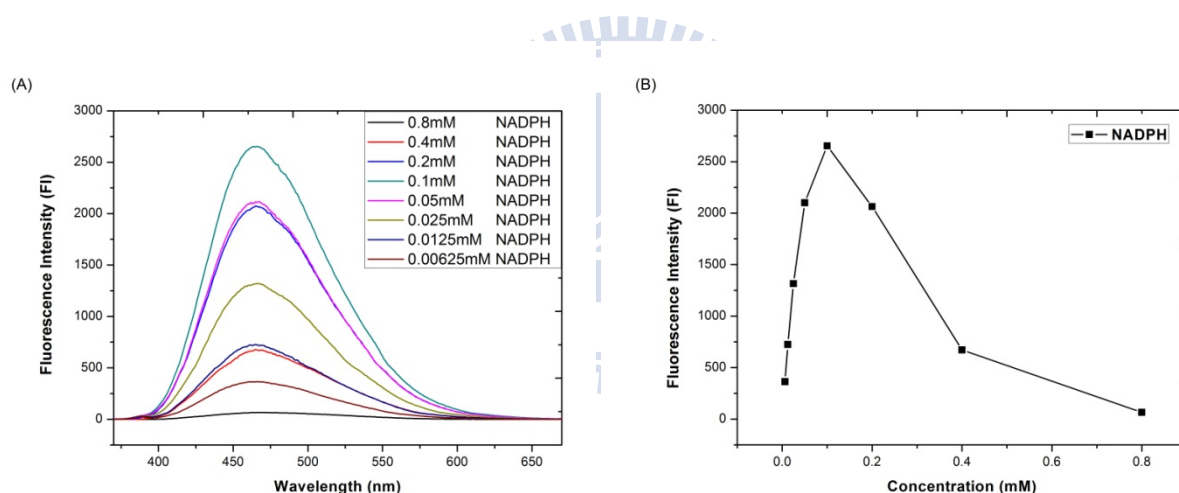 (A)
3000
2500
2000
1500
1000
500
0
Fluorescence Intensity (FI)
400
450
500
550
600
650
Wavelength (nm)
0.8mM NADPH
0.4mM NADPH
0.2mM NADPH
0.1mM NADPH
0.05mM NADPH
0.025mM NADPH
0.0125mM NADPH
0.00625mM NADPH
(B)
3000
2500
2000
1500
1000
500
0
Fluorescence Intensity (FI)
0.0
0.2
0.4
0.6
0.8
Concentration (mM)
NADPH